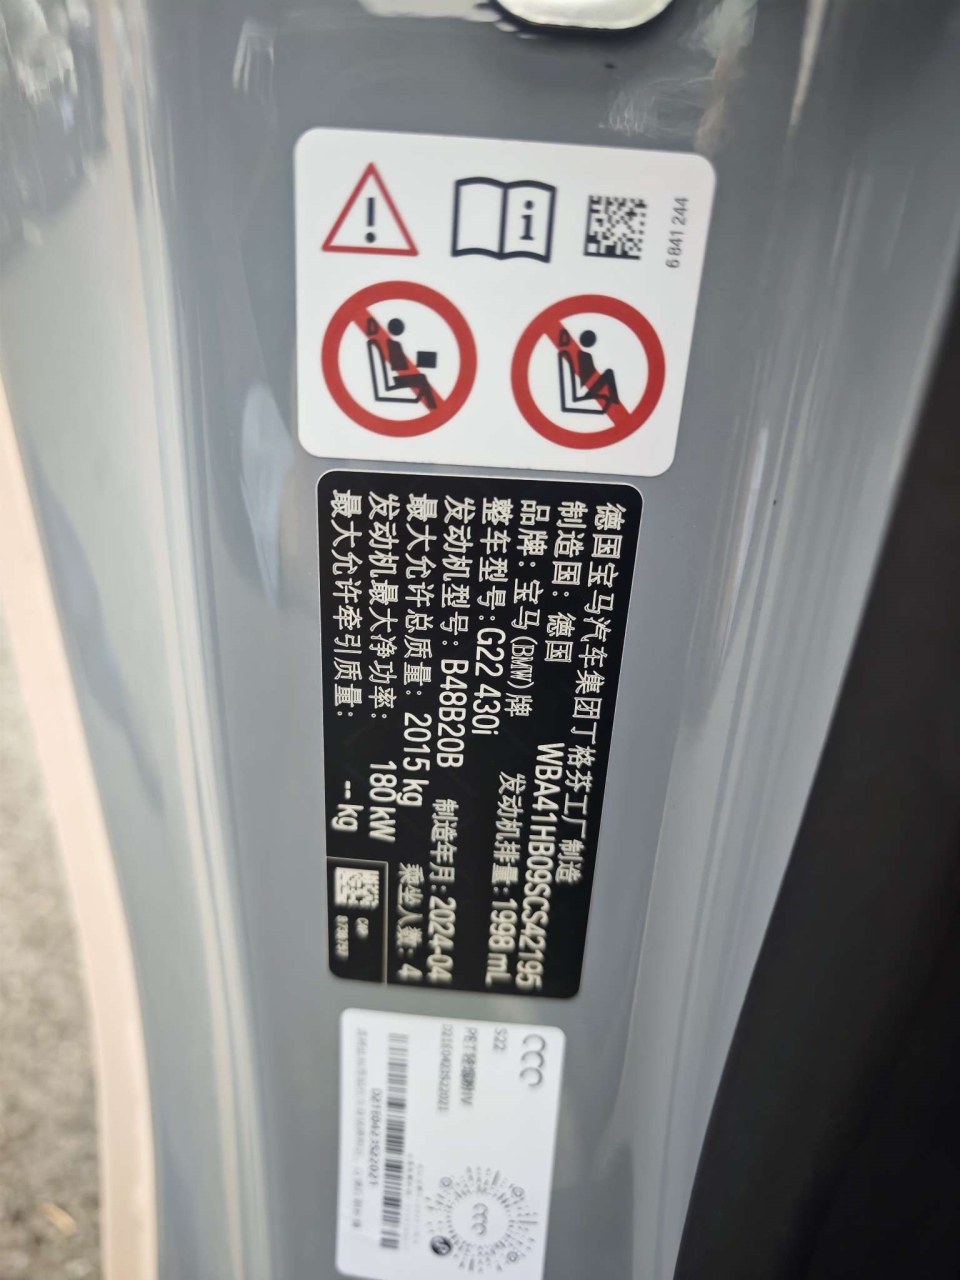 6 841 244
德国宝马汽车集团丁格芬工厂制造
制造国：德国 WBA41HB09SCS42195
品牌：宝马(BMW)牌 发动机排量：1998 mL
整车型号：G22 430i
发动机型号：B48B20B 制造年月：2024-04
最大允许总质量：2015 kg 乘坐人数：4
发动机最大净功率：180 kW
最大允许牵引质量：-- kg
S22